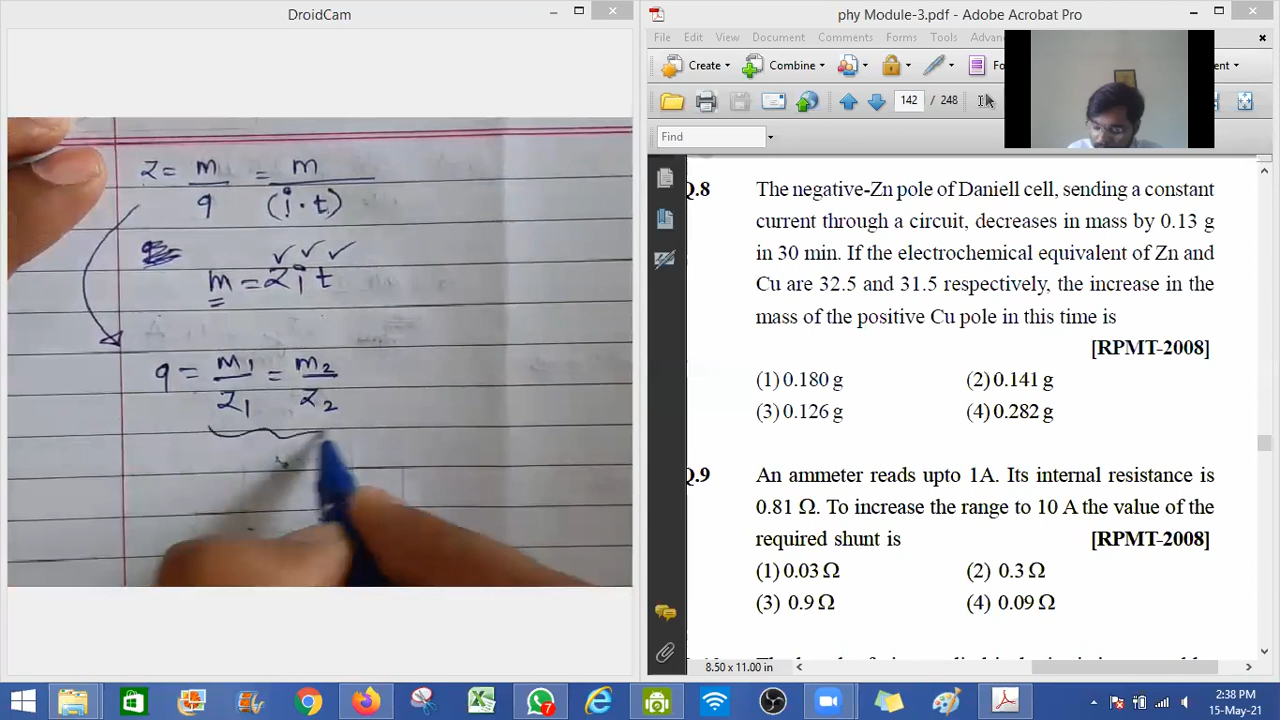 DroidCam
Z = m/q = m/(i · t)
m = Zit
q = m1/Z1 = m2/Z2
phy Module-3.pdf - Adobe Acrobat Pro
File Edit View Document Comments Forms Tools
Create Combine
142 / 248
Find
Q.8 The negative-Zn pole of Daniell cell, sending a constant
current through a circuit, decreases in mass by 0.13 g
in 30 min. If the electrochemical equivalent of Zn and
Cu are 32.5 and 31.5 respectively, the increase in the
mass of the positive Cu pole in this time is
[RPMT-2008]
(1) 0.180 g (2) 0.141 g
(3) 0.126 g (4) 0.282 g
Q.9 An ammeter reads upto 1A. Its internal resistance is
0.81 Ω. To increase the range to 10 A the value of the
required shunt is [RPMT-2008]
(1) 0.03 Ω (2) 0.3 Ω
(3) 0.9 Ω (4) 0.09 Ω
8.50 x 11.00 in
2:38 PM
15-May-21